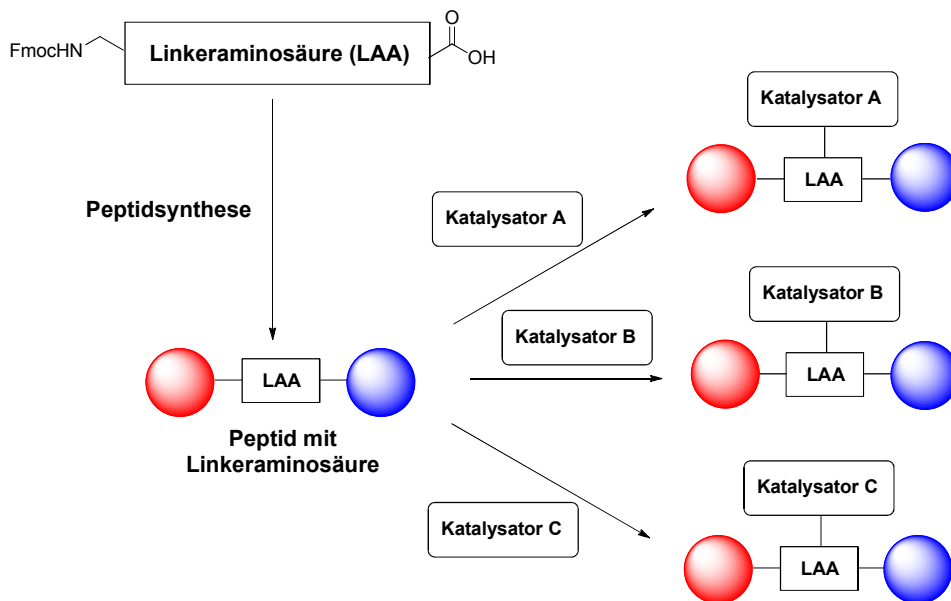 O
FmocHN
Linkeraminosäure (LAA)
OH
Katalysator A
LAA
Peptidsynthese
Katalysator A
Katalysator B
Katalysator B
LAA
LAA
Peptid mit
Linkeraminosäure
Katalysator C
Katalysator C
LAA